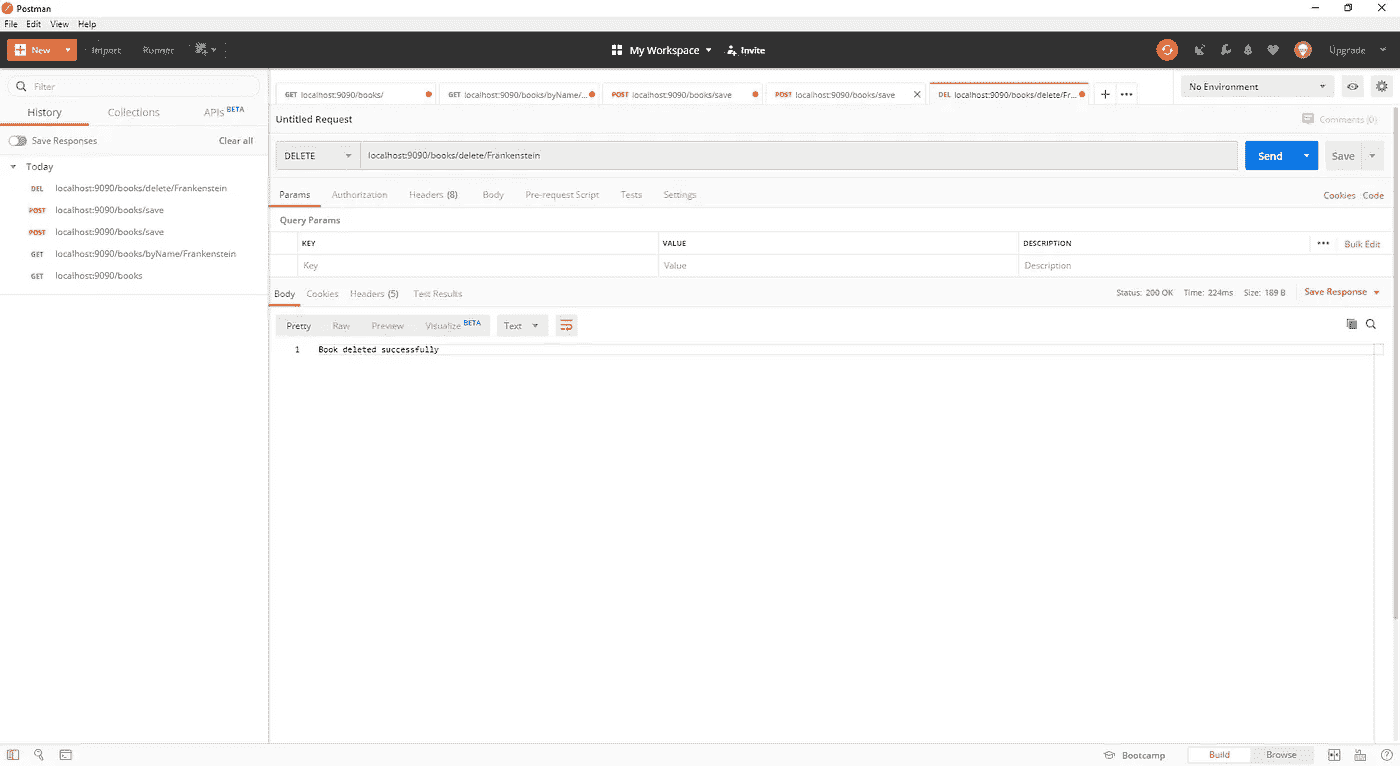 Postman
File Edit View Help
New Import Runner My Workspace Invite Upgrade
Filter
History Collections APIs BETA
Save Responses Clear all
Today
DEL localhost:9090/books/delete/Frankenstein
POST localhost:9090/books/save
POST localhost:9090/books/save
GET localhost:9090/books/byName/Frankenstein
GET localhost:9090/books
GET localhost:9090/books/ GET localhost:9090/books/byName/... POST localhost:9090/books/save POST localhost:9090/books/save DEL localhost:9090/books/delete/Fr... No Environment
Untitled Request Comments (0)
DELETE localhost:9090/books/delete/Frankenstein Send Save
Params Authorization Headers (8) Body Pre-request Script Tests Settings Cookies Code
Query Params
KEY VALUE DESCRIPTION Bulk Edit
Key Value Description
Body Cookies Headers (5) Test Results Status: 200 OK Time: 224ms Size: 189 B Save Response
Pretty Raw Preview Visualize BETA Text
1 Book deleted successfully
Bootcamp Build Browse